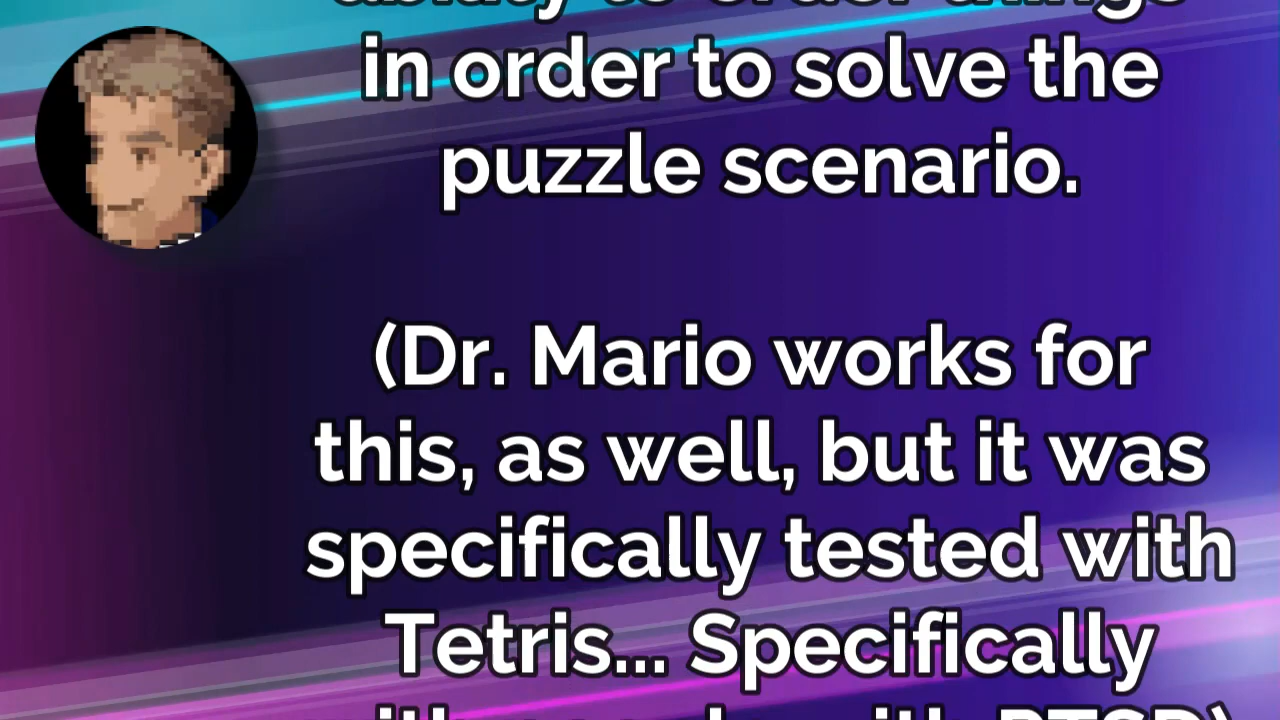 in order to solve the
puzzle scenario.
(Dr. Mario works for
this, as well, but it was
specifically tested with
Tetris... Specifically